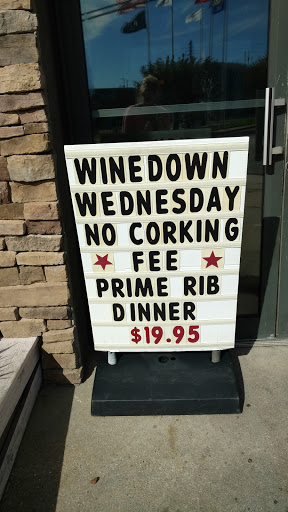 WINEDOWN
WEDNESDAY
NO CORKING
FEE
PRIME RIB
DINNER
$19.95